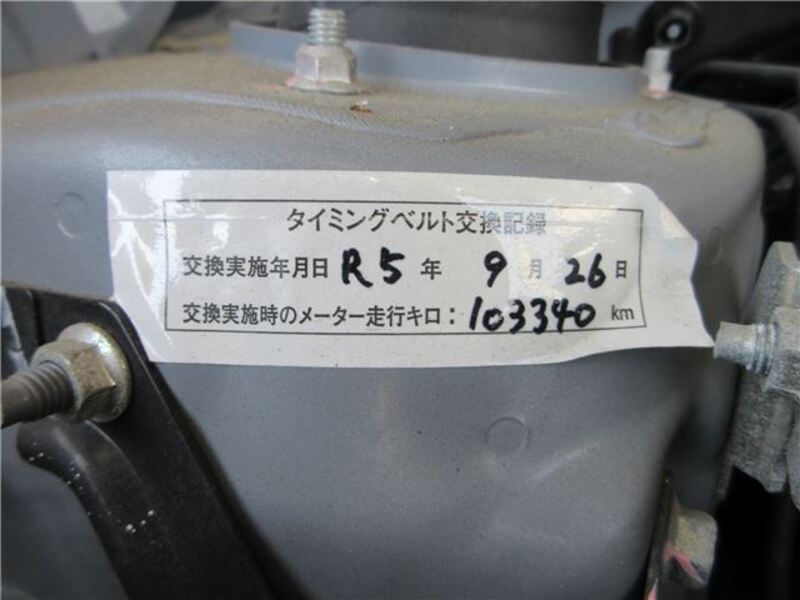 タイミングベルト交換記録
交換実施年月日 R5 年 9 月 26 日
交換実施時のメーター走行キロ：103340 km